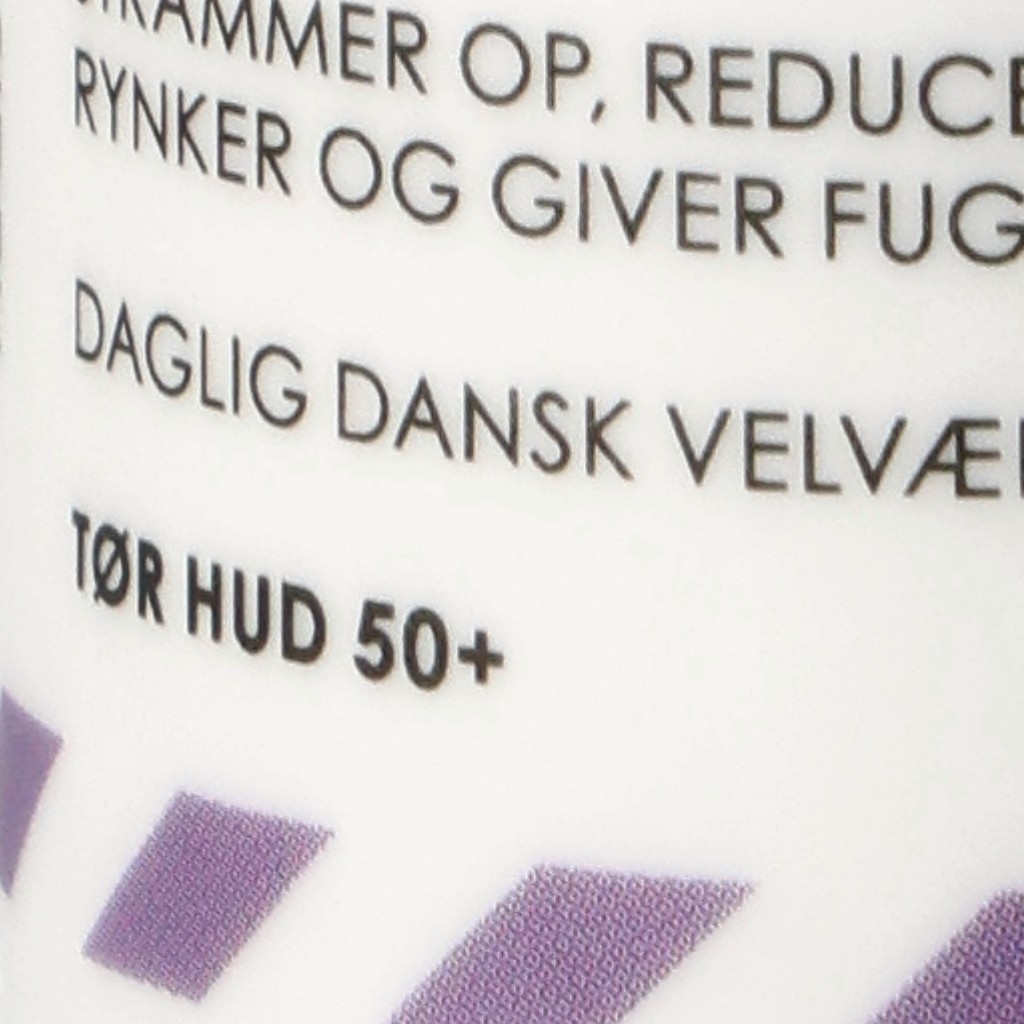 STRAMMER OP, REDUCE
RYNKER OG GIVER FUG
DAGLIG DANSK VELVÆ
TØR HUD 50+